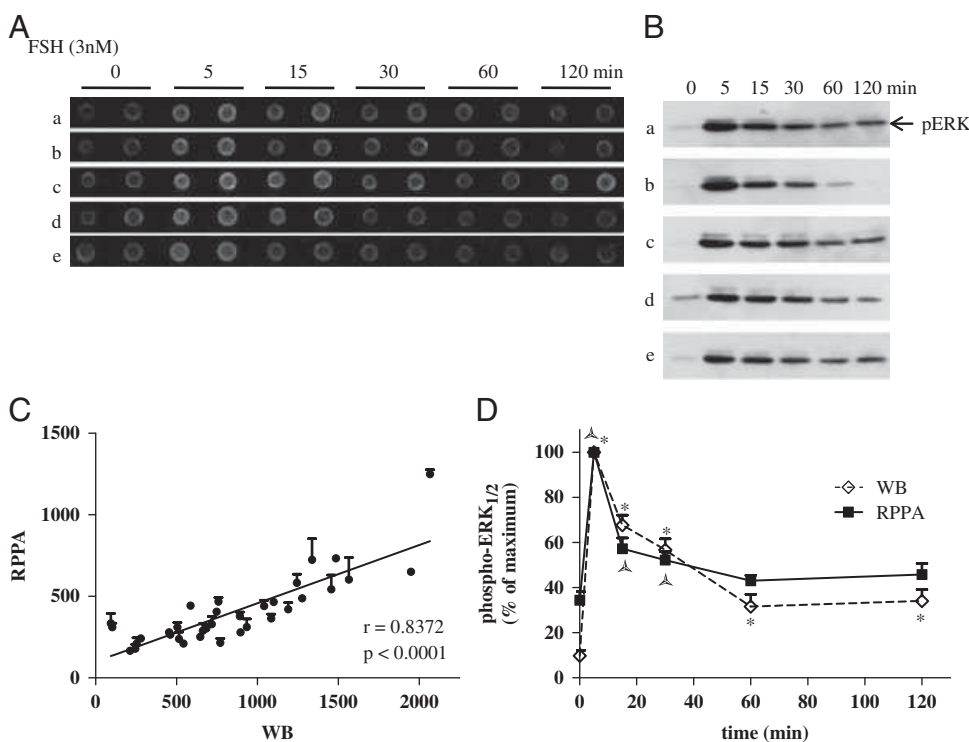 A
FSH (3nM)
0 5 15 30 60 120 min
a
b
c
d
e
B
0 5 15 30 60 120 min
a
pERK
b
c
d
e
C
1500
1000
500
0
RPPA
0 500 1000 1500 2000
WB
r = 0.8372
p < 0.0001
D
100
80
60
40
20
0
phospho-ERK1/2
(% of maximum)
* * * * *
WB
RPPA
0 20 40 60 80 100 120
time (min)